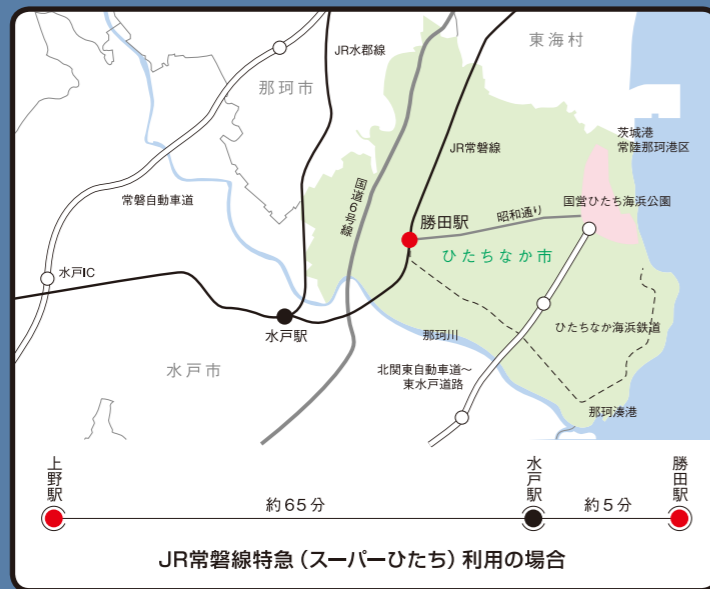 東海村
JR水郡線
那珂市
茨城港
常陸那珂港区
JR常磐線
国道6号線
常磐自動車道
国営ひたち海浜公園
昭和通り
勝田駅
ひたちなか市
水戸IC
ひたちなか海浜鉄道
水戸駅
那珂川
水戸市
北関東自動車道〜
東水戸道路
那珂湊港
上野駅
約65分
水戸駅
約5分
勝田駅
JR常磐線特急（スーパーひたち）利用の場合